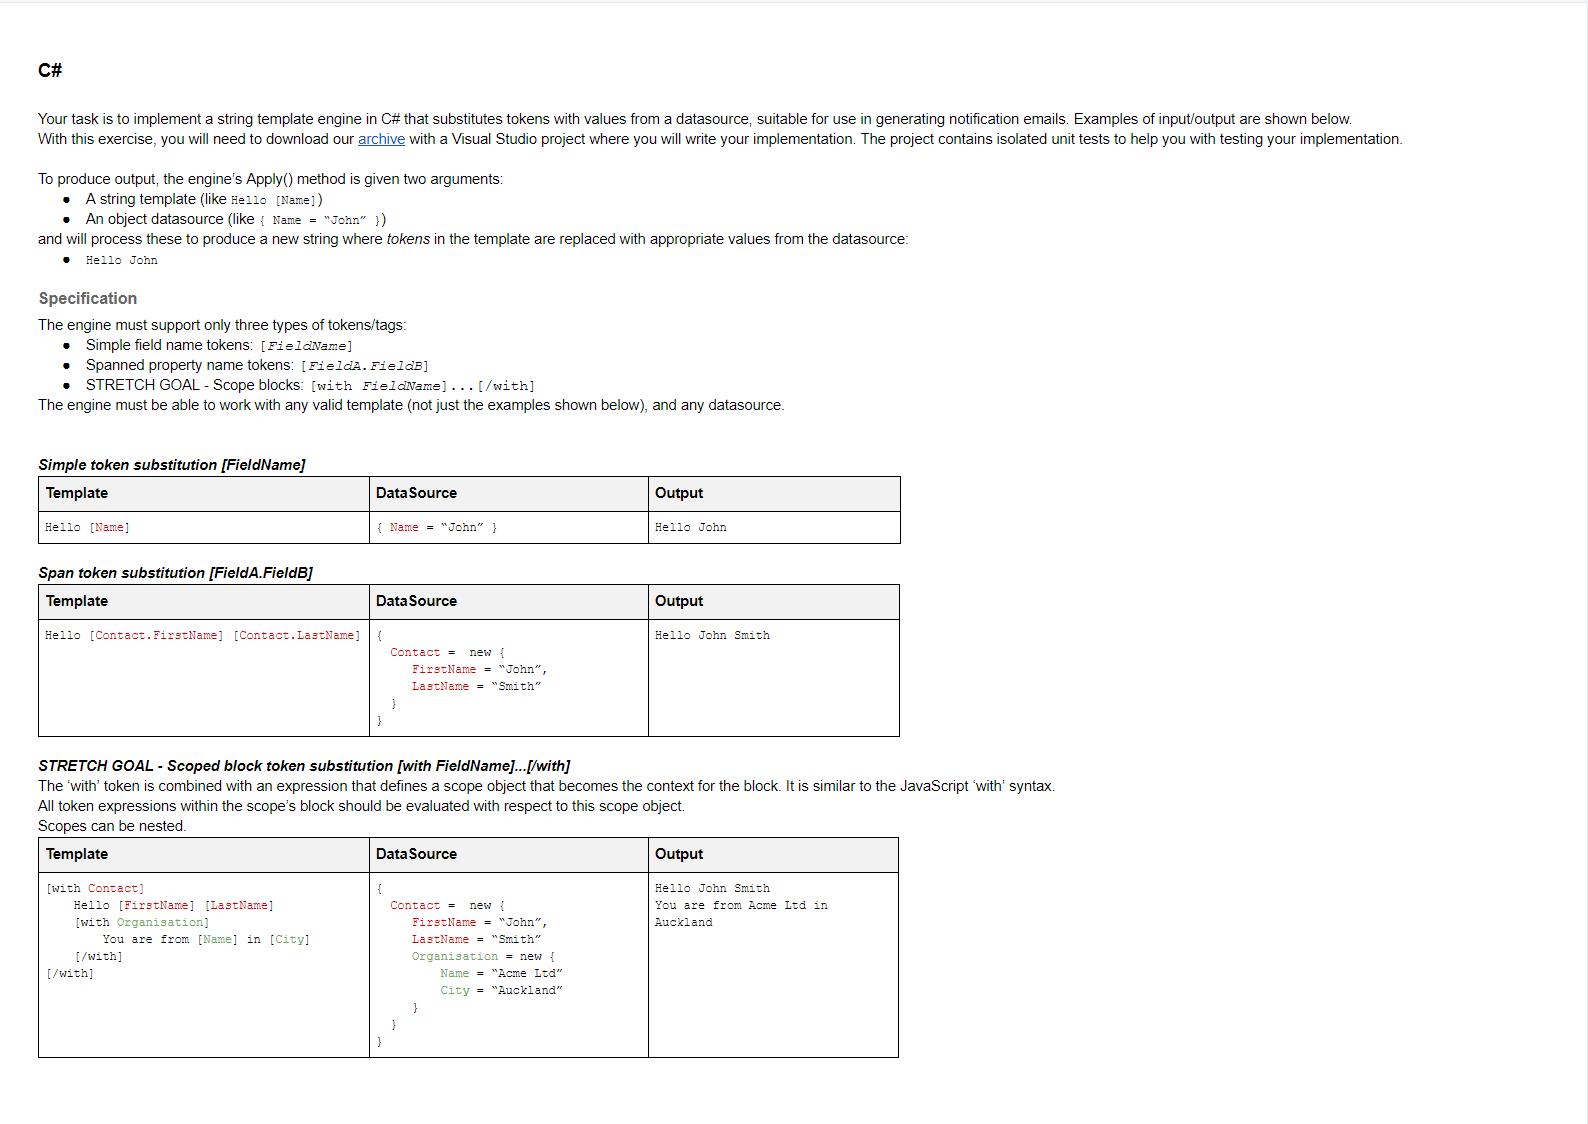 C#
Your task is to implement a string template engine in C# that substitutes tokens with values from a datasource, suitable for use in generating notification emails. Examples of input/output are shown below.
With this exercise, you will need to download our archive with a Visual Studio project where you will write your implementation. The project contains isolated unit tests to help you with testing your implementation.
To produce output, the engine's Apply() method is given two arguments:
● A string template (like Hello [Name])
● An object datasource (like { Name = “John” })
and will process these to produce a new string where tokens in the template are replaced with appropriate values from the datasource:
● Hello John
Specification
The engine must support only three types of tokens/tags:
● Simple field name tokens: [FieldName]
● Spanned property name tokens: [FieldA.FieldB]
● STRETCH GOAL - Scope blocks: [with FieldName]...[/with]
The engine must be able to work with any valid template (not just the examples shown below), and any datasource.
Simple token substitution [FieldName]
Template DataSource Output
Hello [Name] { Name = “John” } Hello John
Span token substitution [FieldA.FieldB]
Template DataSource Output
Hello [Contact.FirstName] [Contact.LastName] { Hello John Smith
Contact = new {
FirstName = “John”,
LastName = “Smith”
}
}
STRETCH GOAL - Scoped block token substitution [with FieldName]...[/with]
The ‘with’ token is combined with an expression that defines a scope object that becomes the context for the block. It is similar to the JavaScript ‘with’ syntax.
All token expressions within the scope’s block should be evaluated with respect to this scope object.
Scopes can be nested.
Template DataSource Output
[with Contact] { Hello John Smith
Hello [FirstName] [LastName] Contact = new { You are from Acme Ltd in
[with Organisation] FirstName = “John”, Auckland
You are from [Name] in [City] LastName = “Smith”
[/with] Organisation = new {
[/with] Name = “Acme Ltd”
City = “Auckland”
}
}
}